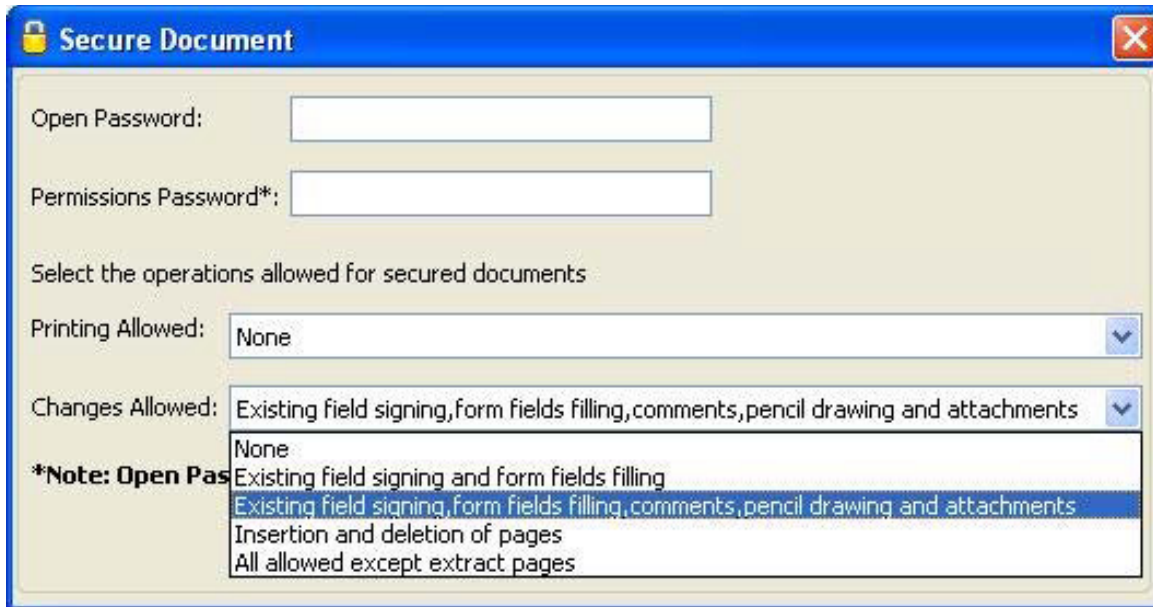 Secure Document
Open Password:
Permissions Password*:
Select the operations allowed for secured documents
Printing Allowed: None
Changes Allowed: Existing field signing,form fields filling,comments,pencil drawing and attachments
None
*Note: Open Pas
Existing field signing and form fields filling
Existing field signing,form fields filling,comments,pencil drawing and attachments
Insertion and deletion of pages
All allowed except extract pages